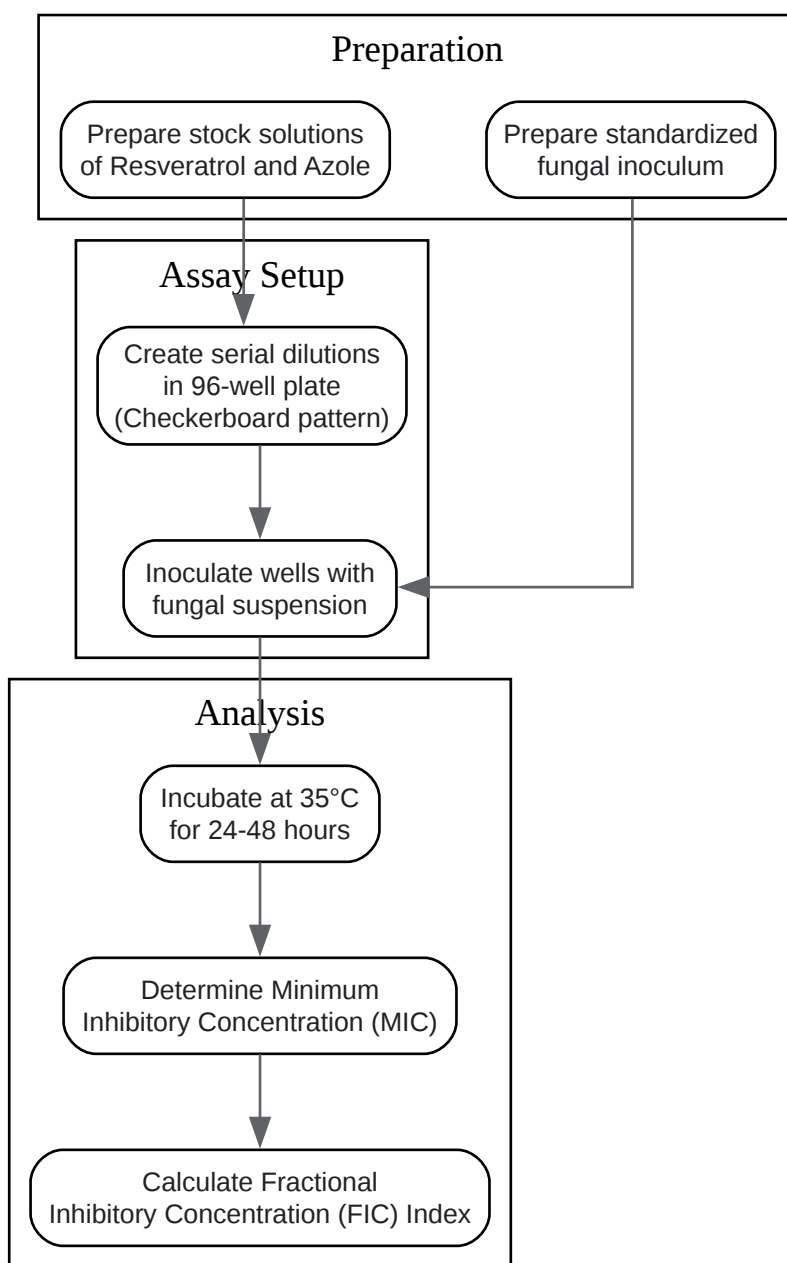 Preparation
Prepare stock solutions
of Resveratrol and Azole
Prepare standardized
fungal inoculum
Assay Setup
Create serial dilutions
in 96-well plate
(Checkerboard pattern)
Inoculate wells with
fungal suspension
Analysis
Incubate at 35°C
for 24-48 hours
Determine Minimum
Inhibitory Concentration (MIC)
Calculate Fractional
Inhibitory Concentration (FIC) Index